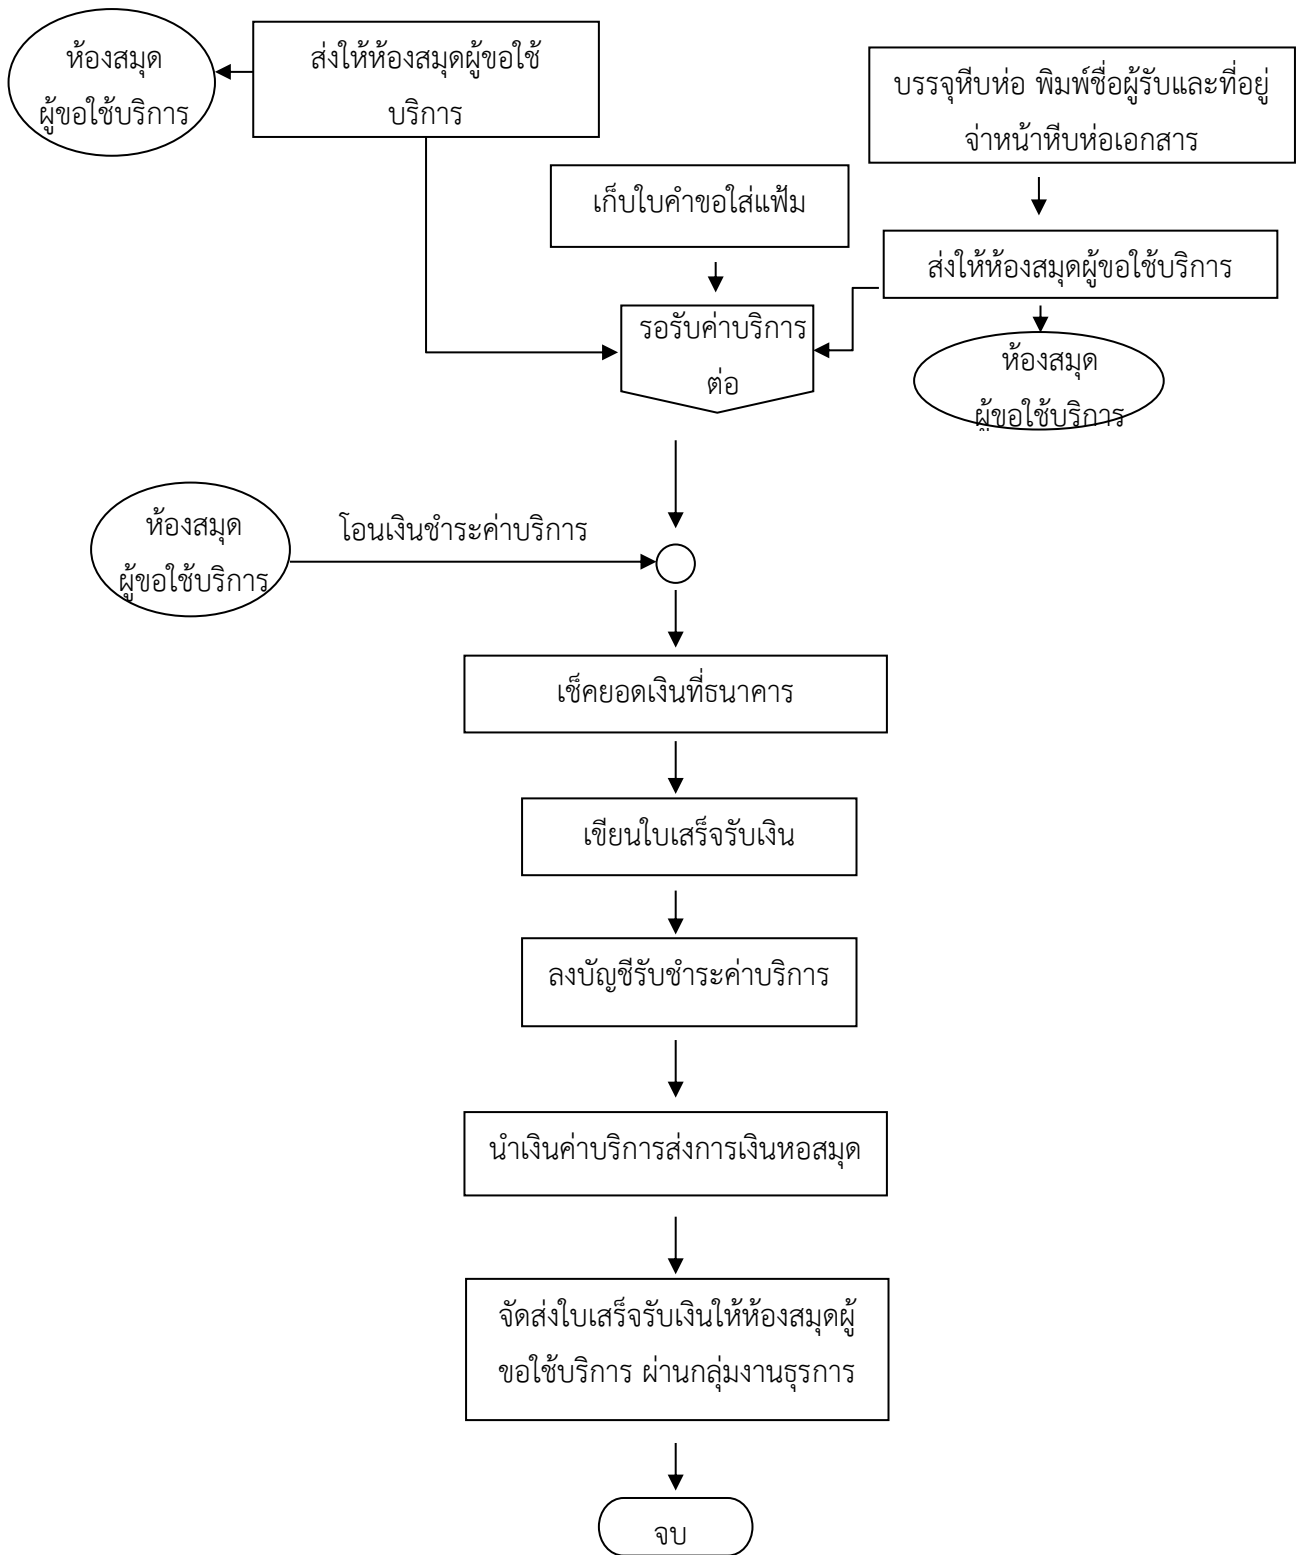 ห้องสมุด
ผู้ขอใช้บริการ
ส่งให้ห้องสมุดผู้ขอใช้
บริการ
บรรจุหีบห่อ พิมพ์ชื่อผู้รับและที่อยู่
จ่าหน้าหีบห่อเอกสาร
เก็บใบคำขอใส่แฟ้ม
ส่งให้ห้องสมุดผู้ขอใช้บริการ
รอรับค่าบริการ
ต่อ
ห้องสมุด
ผู้ขอใช้บริการ
ห้องสมุด
ผู้ขอใช้บริการ
โอนเงินชำระค่าบริการ
เช็คยอดเงินที่ธนาคาร
เขียนใบเสร็จรับเงิน
ลงบัญชีรับชำระค่าบริการ
นำเงินค่าบริการส่งการเงินหอสมุด
จัดส่งใบเสร็จรับเงินให้ห้องสมุดผู้
ขอใช้บริการ ผ่านกลุ่มงานธุรการ
จบ